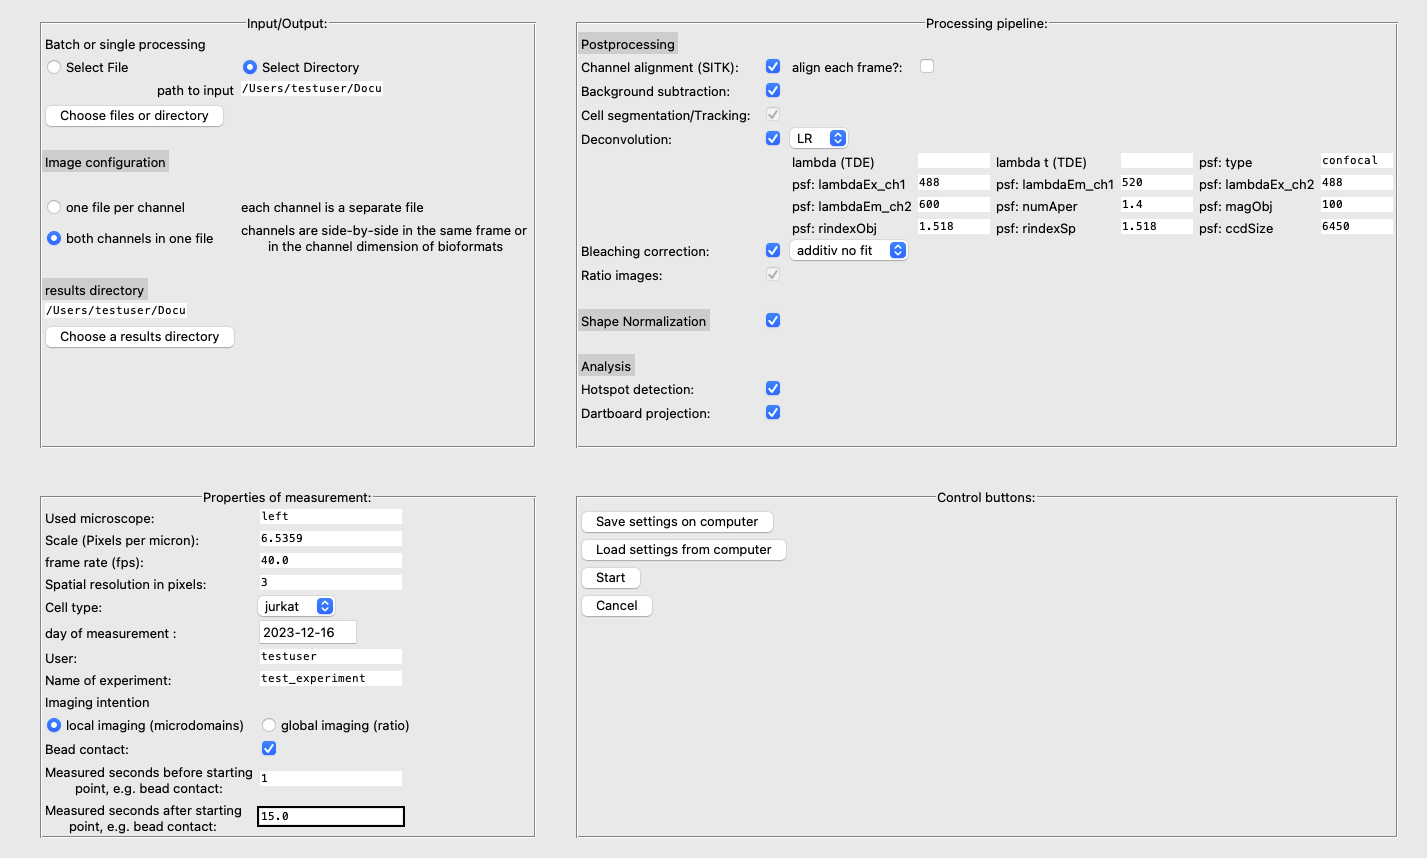 Input/Output:
Batch or single processing
Select File
Select Directory
path to input /Users/testuser/Docu
Choose files or directory
Image configuration
one file per channel
each channel is a separate file
both channels in one file
channels are side-by-side in the same frame or
in the channel dimension of bioformats
results directory
/Users/testuser/Docu
Choose a results directory
Processing pipeline:
Postprocessing
Channel alignment (SITK): align each frame?:
Background subtraction:
Cell segmentation/Tracking:
Deconvolution: LR
lambda (TDE) lambda t (TDE) psf: type confocal
psf: lambdaEx_ch1 488 psf: lambdaEm_ch1 520 psf: lambdaEx_ch2 488
psf: lambdaEm_ch2 600 psf: numAper 1.4 psf: magObj 100
psf: rindexObj 1.518 psf: rindexSp 1.518 psf: ccdSize 6450
Bleaching correction: additiv no fit
Ratio images:
Shape Normalization
Analysis
Hotspot detection:
Dartboard projection:
Properties of measurement:
Used microscope: left
Scale (Pixels per micron): 6.5359
frame rate (fps): 40.0
Spatial resolution in pixels: 3
Cell type: jurkat
day of measurement : 2023-12-16
User: testuser
Name of experiment: test_experiment
Imaging intention
local imaging (microdomains) global imaging (ratio)
Bead contact:
Measured seconds before starting
point, e.g. bead contact: 1
Measured seconds after starting
point, e.g. bead contact: 15.0
Control buttons:
Save settings on computer
Load settings from computer
Start
Cancel